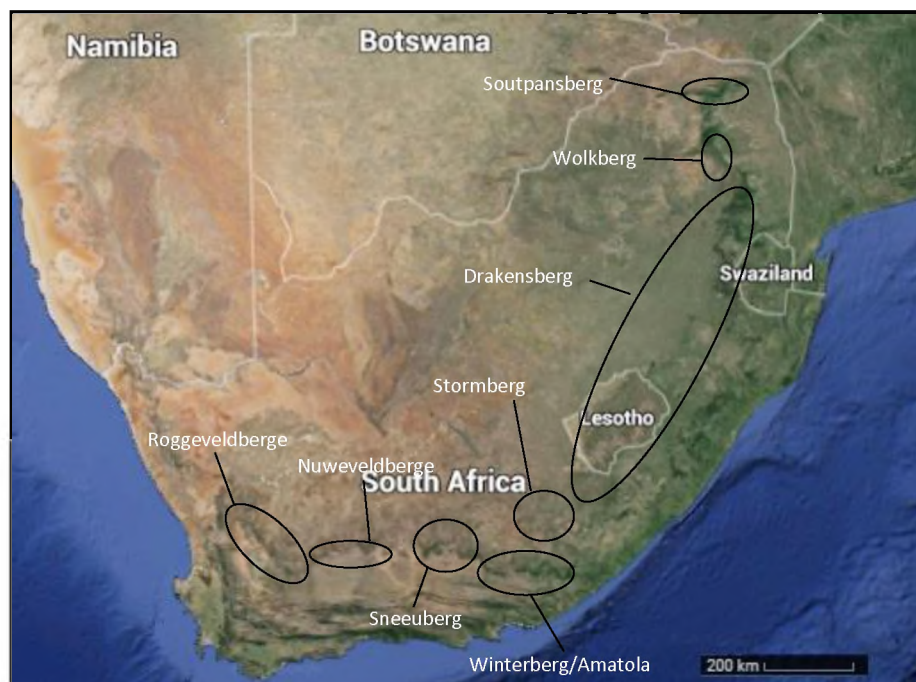 Namibia
Botswana
Soutpansberg
Wolkberg
Drakensberg
Swaziland
Stormberg
Lesotho
Roggeveldberge
Nuweveldberge
South Africa
Sneeuberg
Winterberg/Amatola
200 km